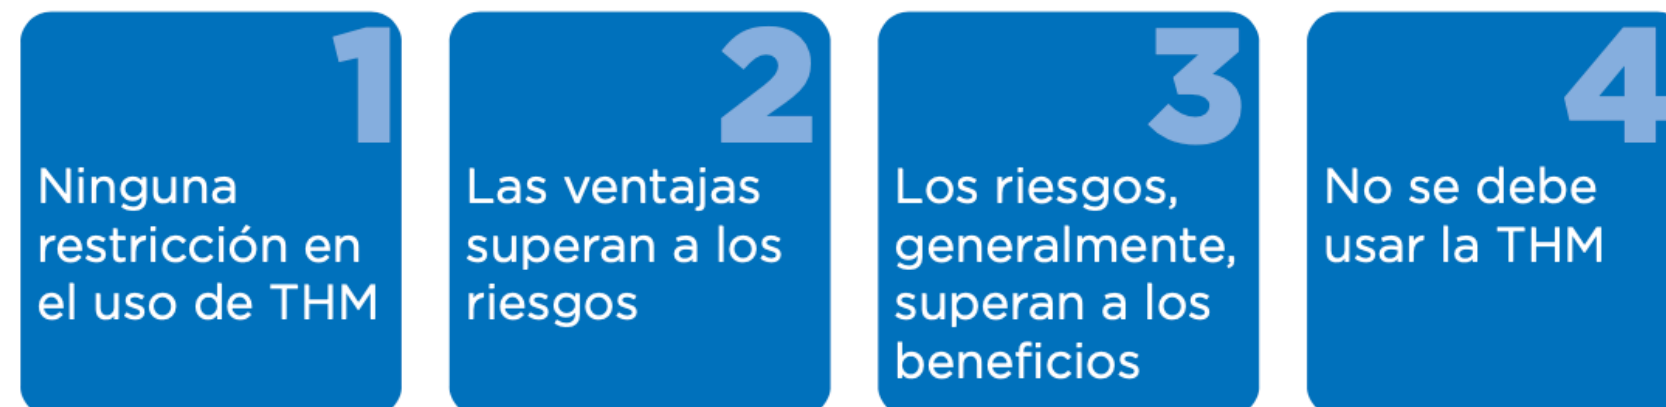 1
Ninguna
restricción en
el uso de THM
2
Las ventajas
superan a los
riesgos
3
Los riesgos,
generalmente,
superan a los
beneficios
4
No se debe
usar la THM